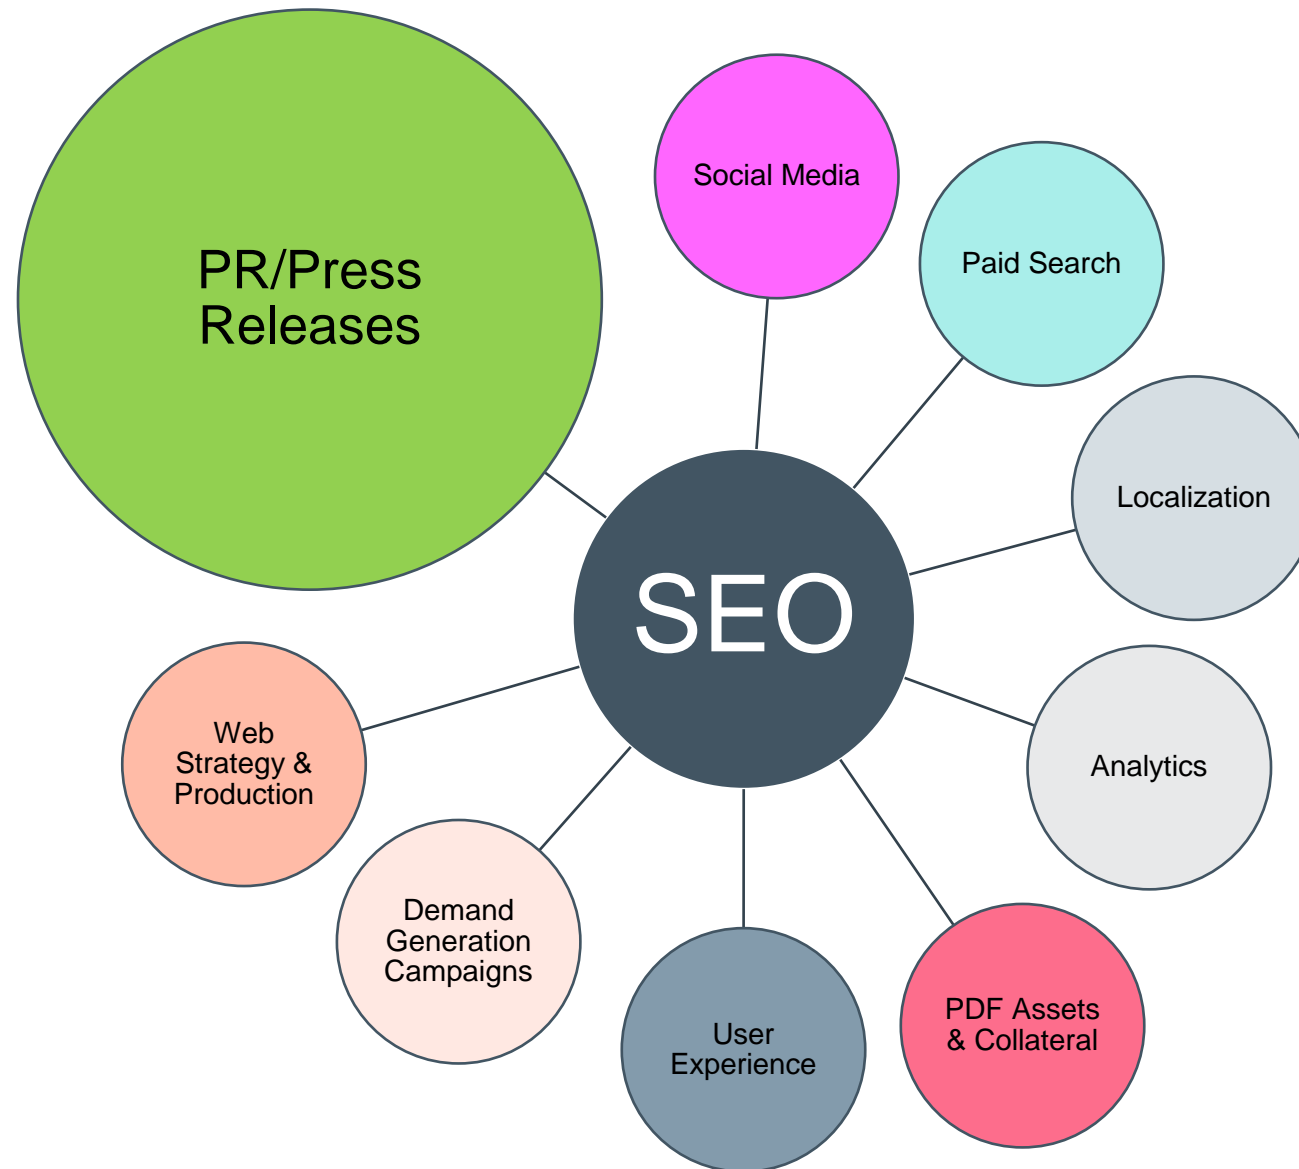 PR/Press
Releases
Social Media
Paid Search
Localization
SEO
Web
Strategy &
Production
Analytics
Demand
Generation
Campaigns
User
Experience
PDF Assets
& Collateral